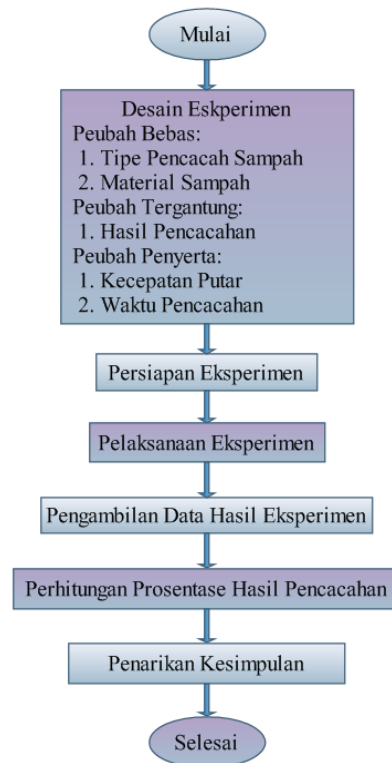 Mulai
Desain Eskperimen
Peubah Bebas:
1. Tipe Pencacah Sampah
2. Material Sampah
Peubah Tergantung:
1. Hasil Pencacahan
Peubah Penyerta:
1. Kecepatan Putar
2. Waktu Pencacahan
Persiapan Eksperimen
Pelaksanaan Eksperimen
Pengambilan Data Hasil Eksperimen
Perhitungan Prosentase Hasil Pencacahan
Penarikan Kesimpulan
Selesai